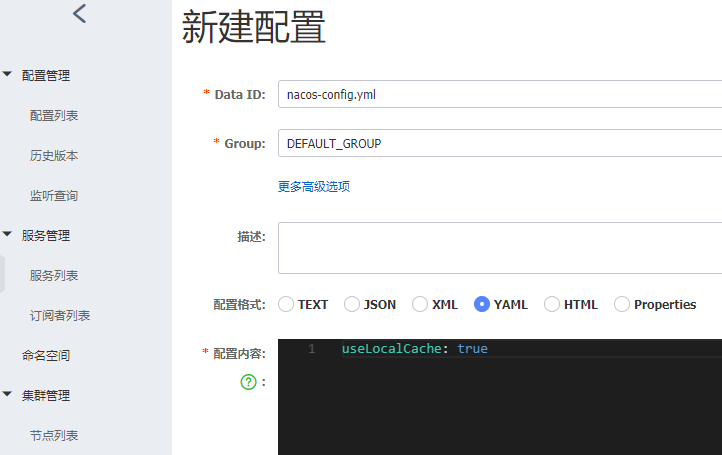 新建配置
配置管理
配置列表
历史版本
监听查询
服务管理
服务列表
订阅者列表
命名空间
集群管理
节点列表
* Data ID: nacos-config.yml
* Group: DEFAULT_GROUP
更多高级选项
描述:
配置格式: TEXT JSON XML YAML HTML Properties
* 配置内容: 1 useLocalCache: true
? :